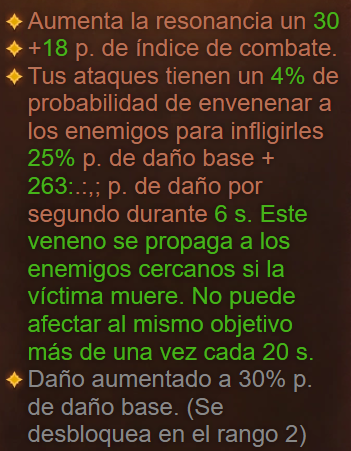 Aumenta la resonancia un 30
+18 p. de índice de combate.
Tus ataques tienen un 4% de
probabilidad de envenenar a
los enemigos para infligirles
25% p. de daño base +
263:.:,; p. de daño por
segundo durante 6 s. Este
veneno se propaga a los
enemigos cercanos si la
víctima muere. No puede
afectar al mismo objetivo
más de una vez cada 20 s.
Daño aumentado a 30% p.
de daño base. (Se
desbloquea en el rango 2)